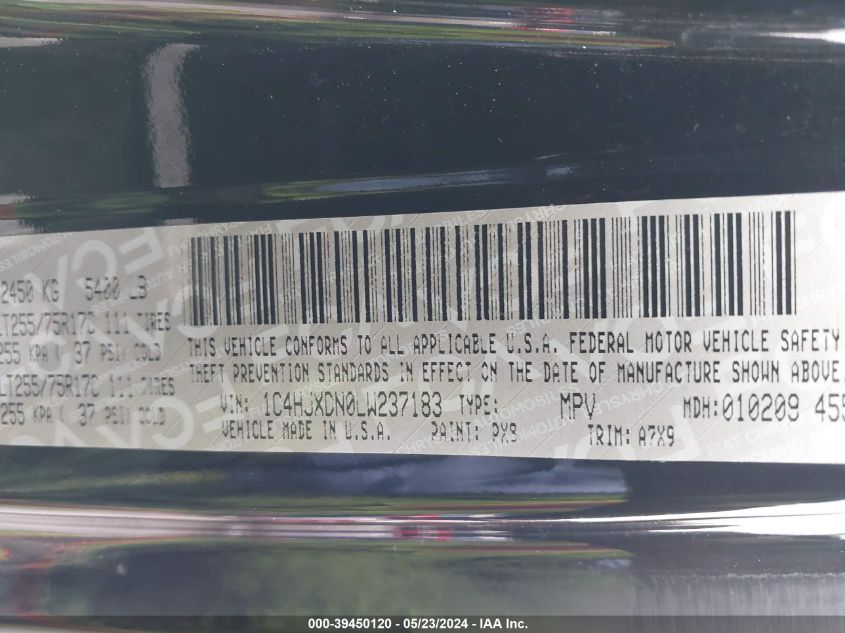 2450 KG 5400 LB
LT255/75R17C 111 TIRES
255 KPA ( 37 PSI) COLD
LT255/75R17C 111
255 KPA ( 37 PSI) COLD
THIS VEHICLE CONFORMS TO ALL APPLICABLE U.S.A. FEDERAL MOTOR VEHICLE SAFETY
THEFT PREVENTION STANDARDS IN EFFECT ON THE DATE OF MANUFACTURE SHOWN ABOVE.
VIN: 1C4HJXDN0LW237183 TYPE: MPV MDH: 010209 455
VEHICLE MADE IN U.S.A. PAINT: PX8 TRIM: A7X9
000-39450120 - 05/23/2024 - IAA Inc.